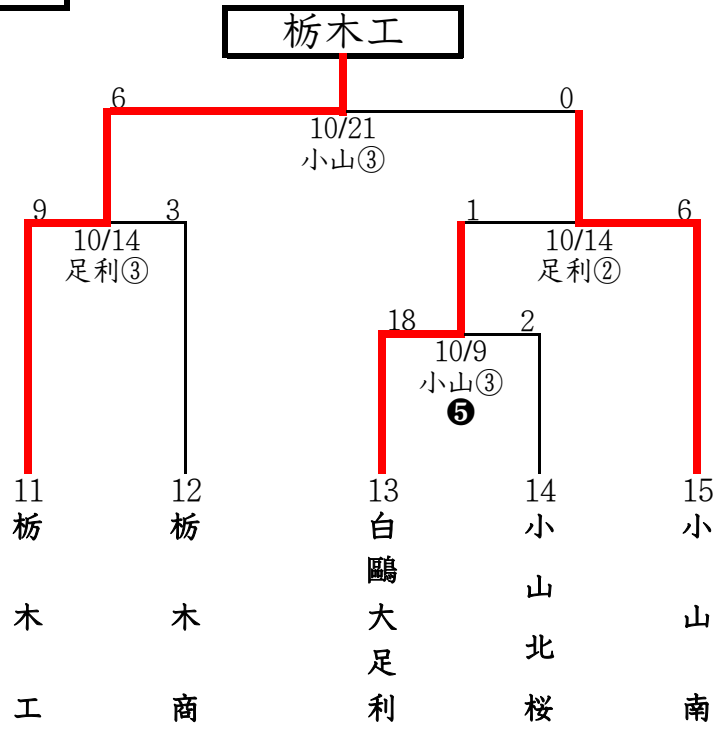 栃木工
6 0
10/21
小山③
9 3 1 6
10/14 10/14
足利③ 足利②
18 2
10/9
小山③
❺
11 12 13 14 15
栃木工
栃木商
白鷗大足利
小山北桜
小山南